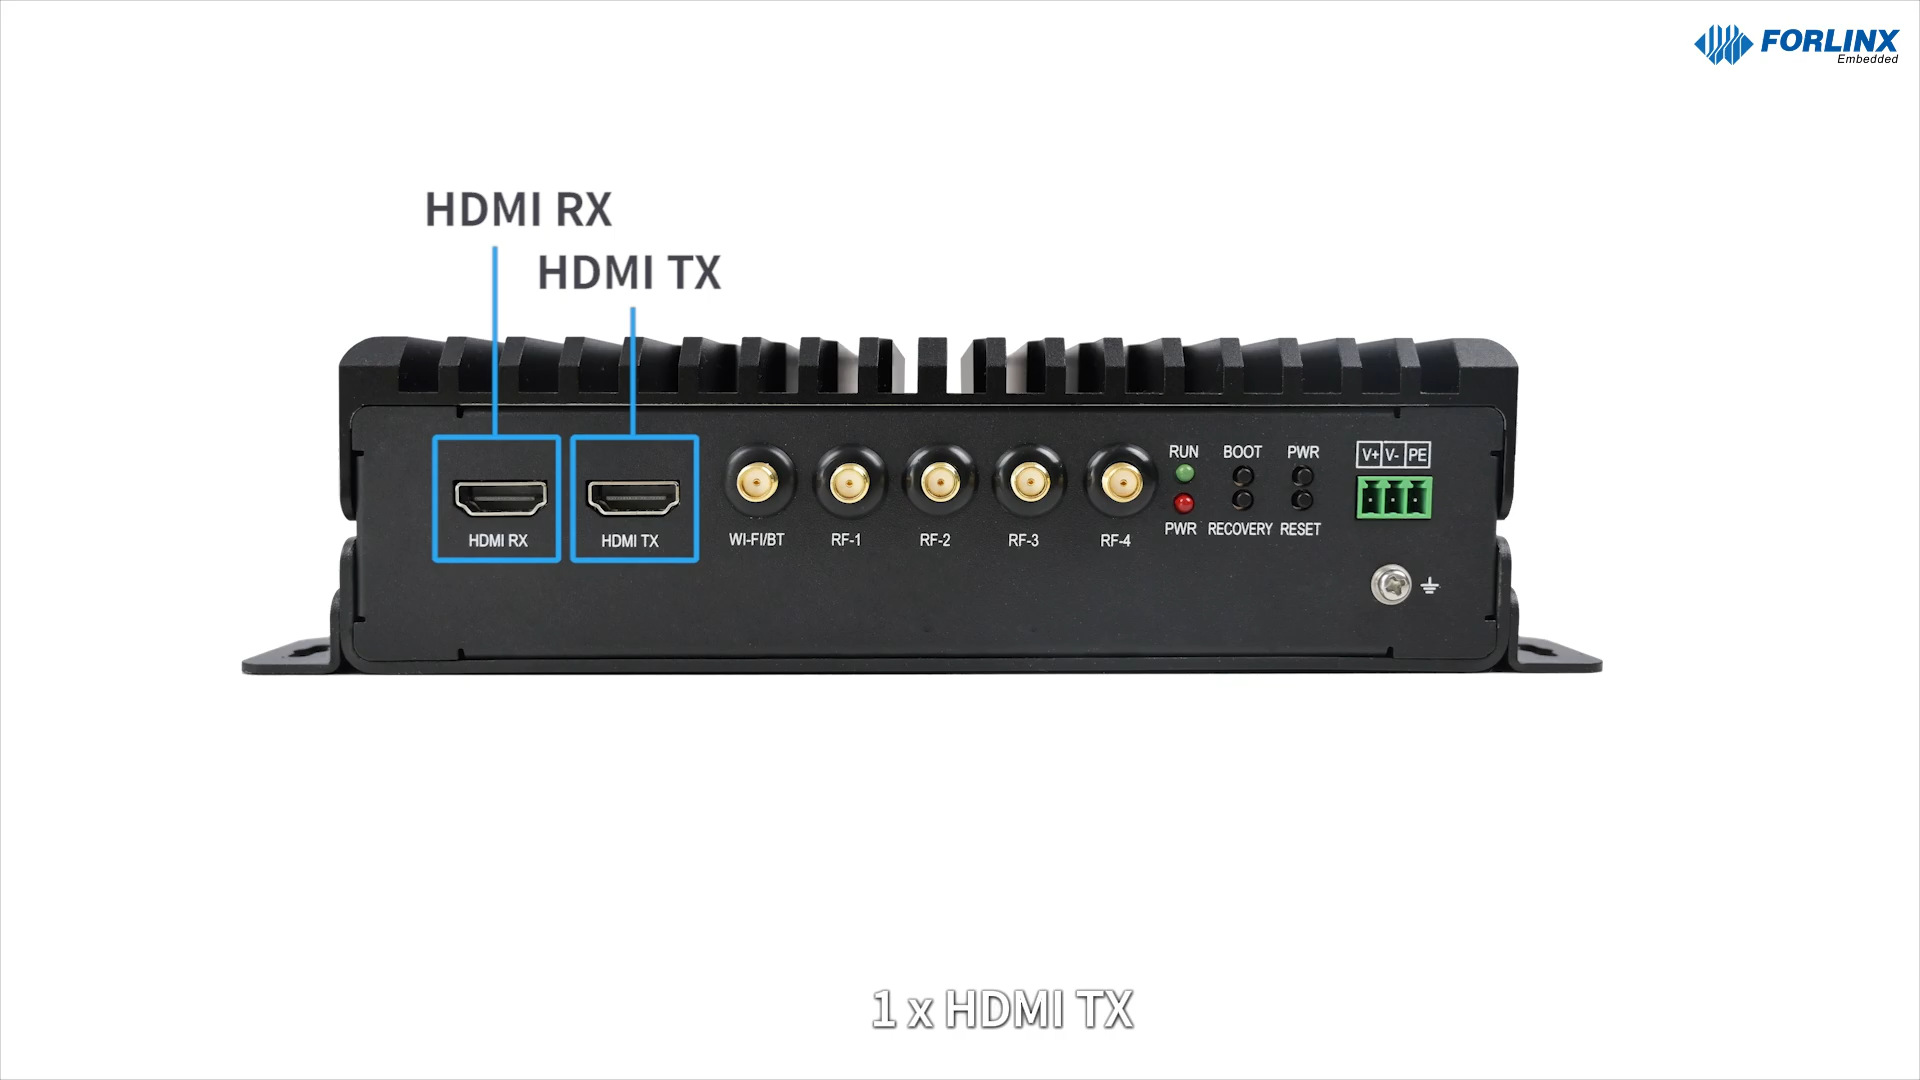 FORLINX
Embedded
HDMI RX
HDMI TX
HDMI RX
HDMI TX
WI-FI/BT
RF-1
RF-2
RF-3
RF-4
RUN
PWR
BOOT
RECOVERY
PWR
RESET
V+ V- PE
1 x HDMI TX